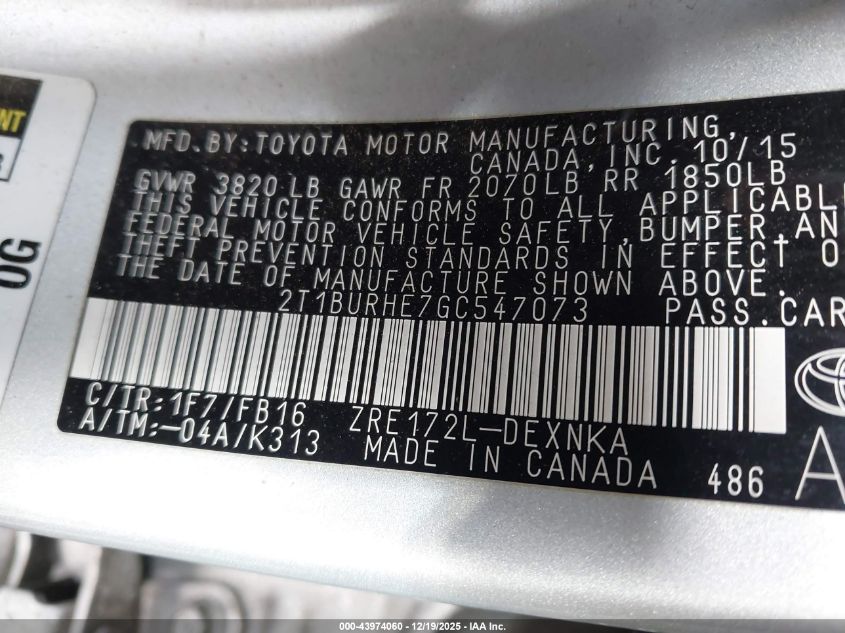 NT
R
OG
MFD.BY:TOYOTA MOTOR MANUFACTURING,
CANADA,INC. 10/15
GVWR 3820 LB GAWR FR 2070LB RR 1850LB
THIS VEHICLE CONFORMS TO ALL APPLICABLE
FEDERAL MOTOR VEHICLE SAFETY,BUMPER,AN
THEFT PREVENTION STANDARDS IN EFFECT O
THE DATE OF MANUFACTURE SHOWN ABOVE.
2T1BURHE7GC547073 PASS.CAR
C/TR:1F7/FB16 ZRE172L-DEXNKA
A/TM:-04A/K313 MADE IN CANADA 486
A
000-43974060 - 12/19/2025 - IAA Inc.